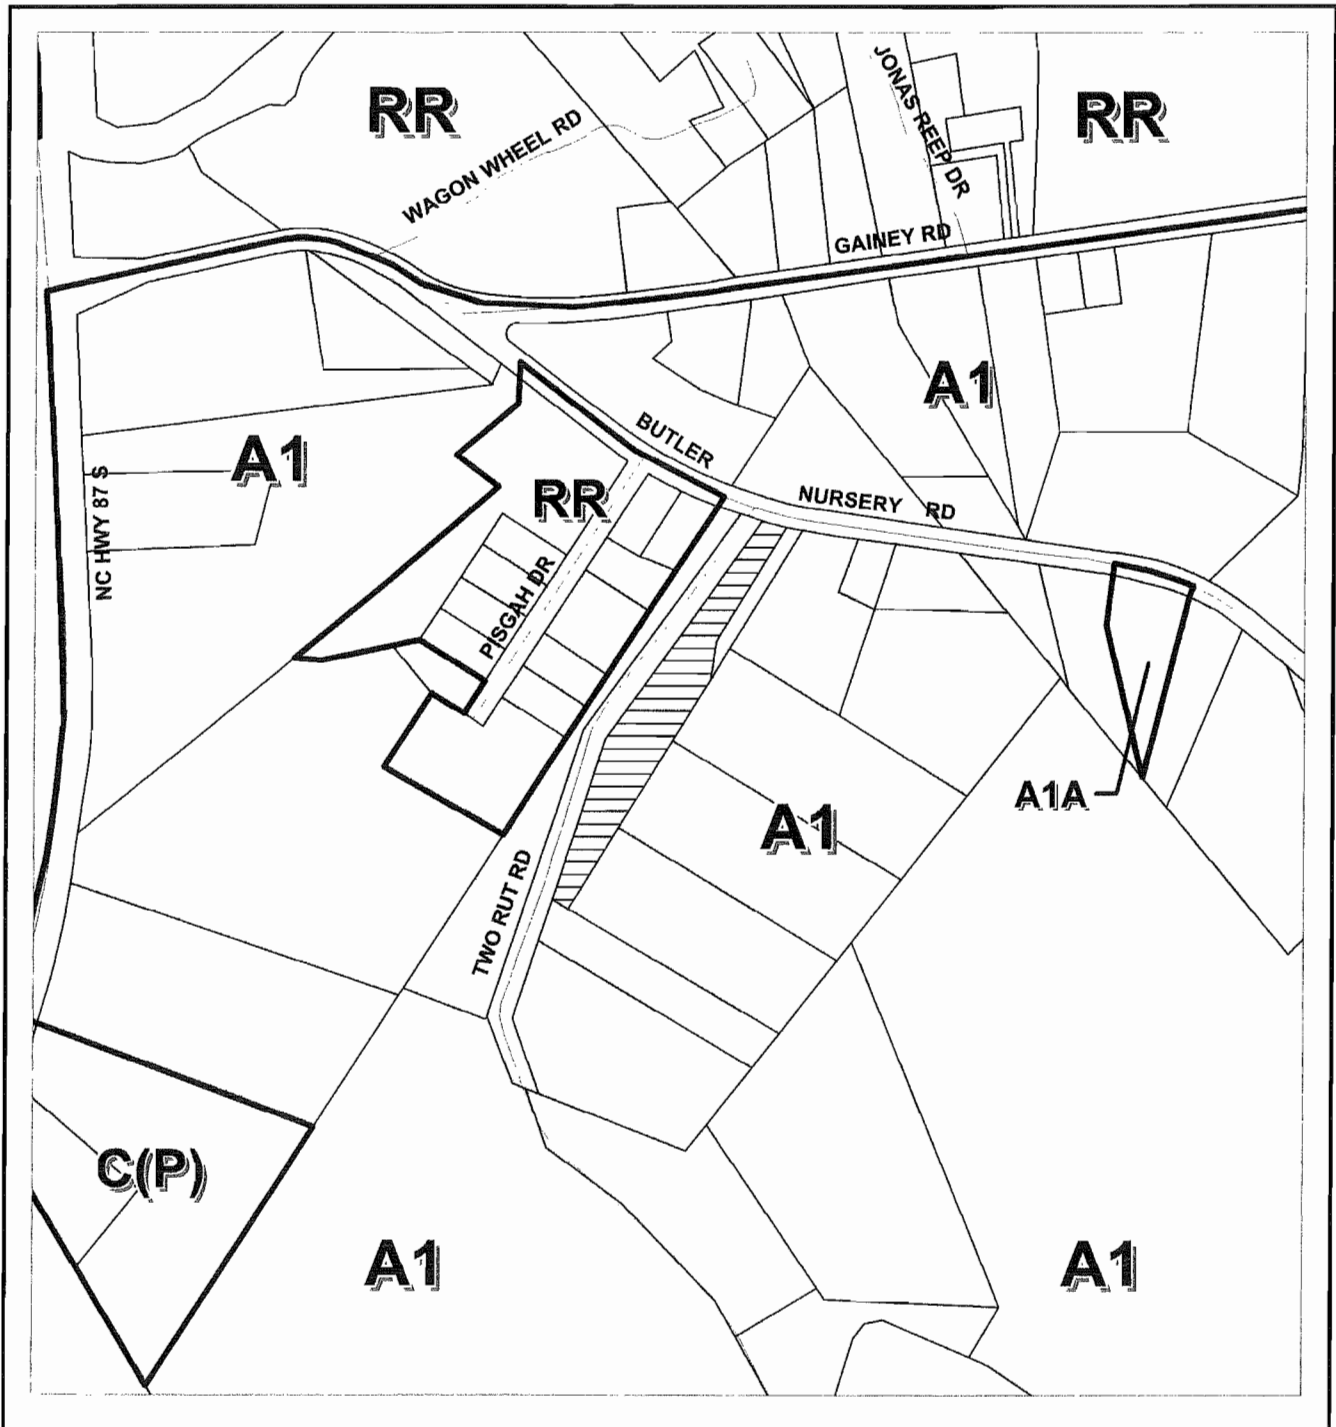 RR
RR
WAGON WHEEL RD
JONAS REEP DR
GAINEY RD
A1
A1
BUTLER NURSERY RD
RR
NC HWY 87 S
PISGAH DR
A1A
A1
TWO RUT RD
C(P)
A1
A1